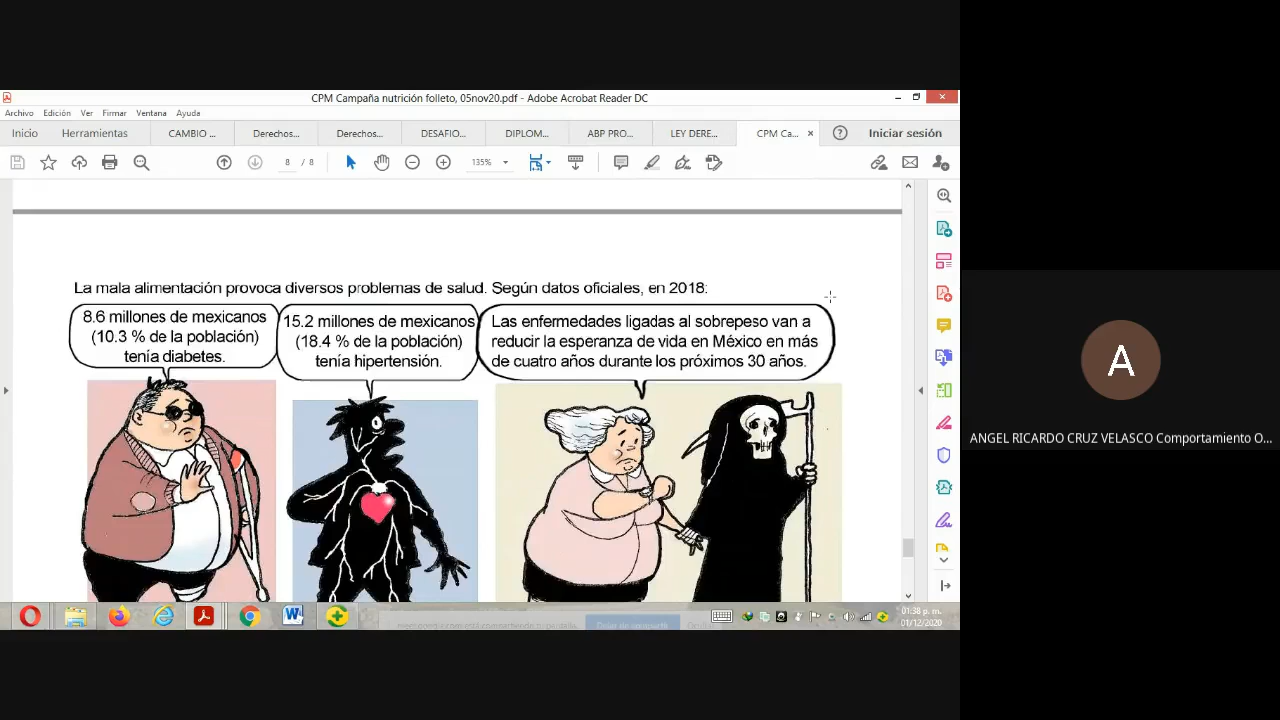 CPM Campaña nutrición folleto, 05nov20.pdf - Adobe Acrobat Reader DC
Archivo Edición Ver Firmar Ventana Ayuda
Inicio Herramientas CAMBIO ... Derechos... Derechos... DESAFIO... DIPLOM... ABP PRO... LEY DERE... CPM Ca... × ? Iniciar sesión
8 / 8 135%
La mala alimentación provoca diversos problemas de salud. Según datos oficiales, en 2018:
8.6 millones de mexicanos
(10.3 % de la población)
tenía diabetes.
15.2 millones de mexicanos
(18.4 % de la población)
tenía hipertensión.
Las enfermedades ligadas al sobrepeso van a
reducir la esperanza de vida en México en más
de cuatro años durante los próximos 30 años.
A
ANGEL RICARDO CRUZ VELASCO Comportamiento O...
01:38 p. m.
01/12/2020